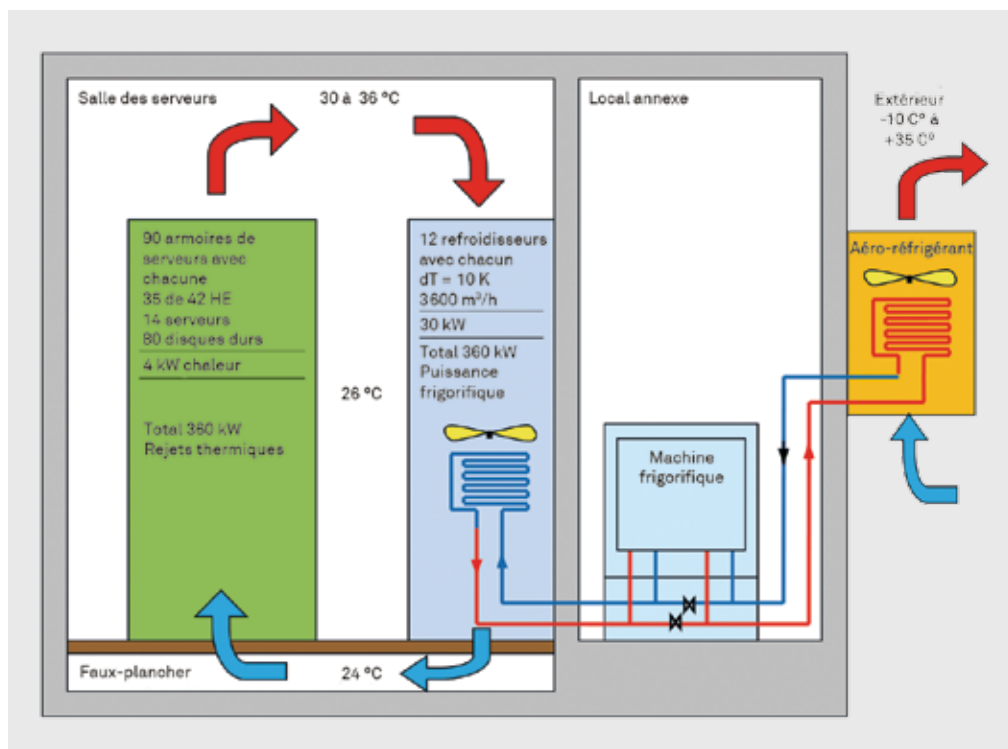 Salle des serveurs
30 à 36 °C
Local annexe
Extérieur
-10 C° à
+35 C°
90 armoires de
serveurs avec
chacune
35 de 42 HE
14 serveurs
80 disques durs
4 kW chaleur
Total 360 kW
Rejets thermiques
26 °C
12 refroidisseurs
avec chacun
dT = 10 K
3600 m³/h
30 kW
Total 360 kW
Puissance
frigorifique
Aéro-réfrigérant
Machine
frigorifique
Faux-plancher
24 °C